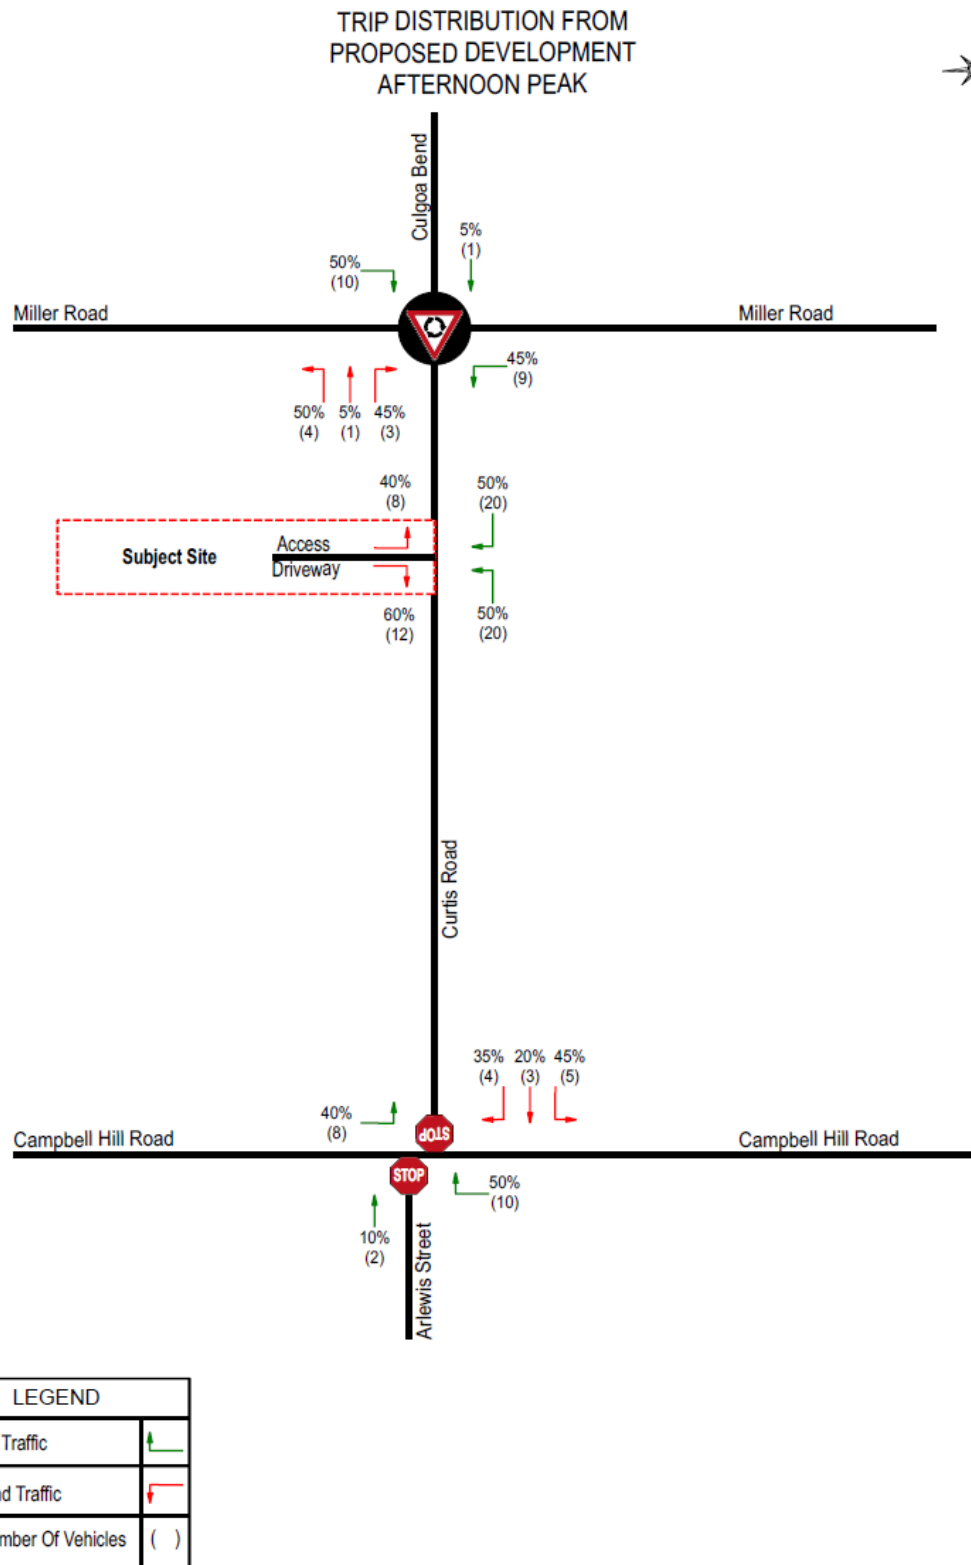 TRIP DISTRIBUTION FROM
PROPOSED DEVELOPMENT
AFTERNOON PEAK
Culgoa Bend
5%
(1)
50%
(10)
Miller Road
Miller Road
45%
(9)
50% 5% 45%
(4) (1) (3)
40%
(8)
50%
(20)
Subject Site
Access
Driveway
60%
(12)
50%
(20)
Curtis Road
35% 20% 45%
(4) (3) (5)
40%
(8)
STOP
Campbell Hill Road
Campbell Hill Road
STOP
50%
(10)
10%
(2)
Arlewis Street
LEGEND
Traffic
d Traffic
mber Of Vehicles ( )